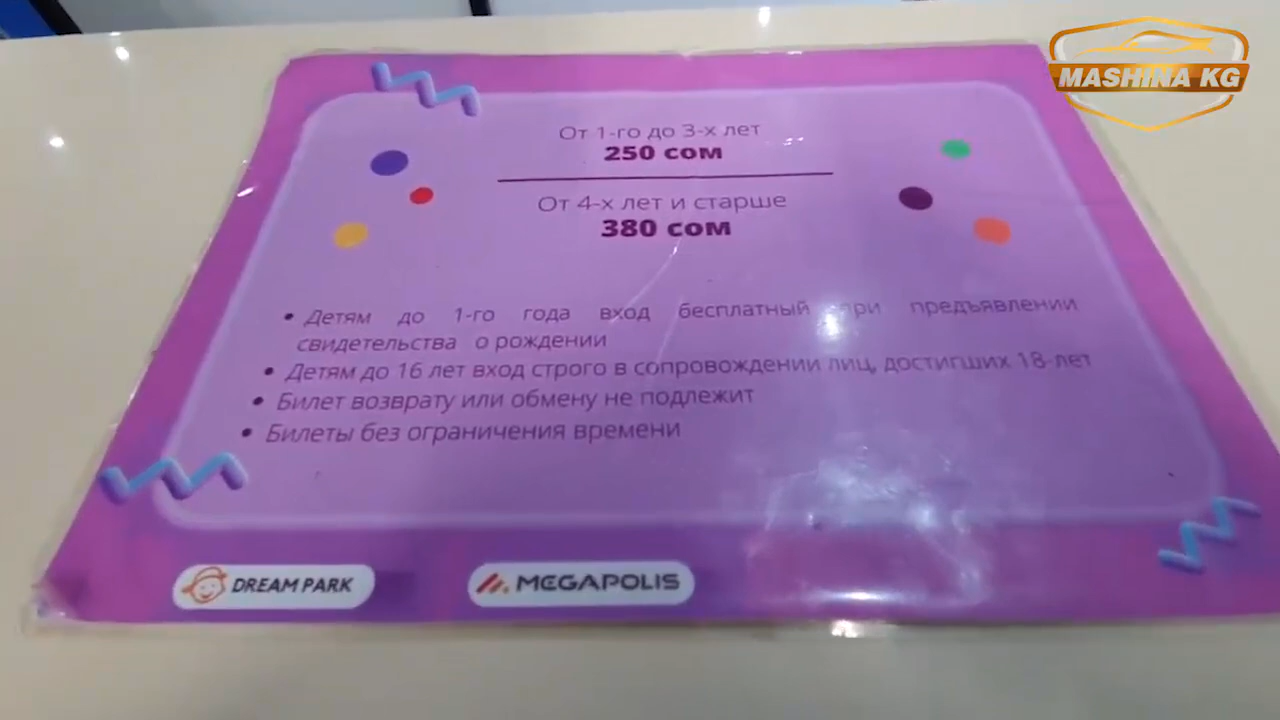 MASHINA KG
От 1-го до 3-х лет
250 сом
От 4-х лет и старше
380 сом
• Детям до 1-го года вход бесплатный при предъявлении
свидетельства о рождении
• Детям до 16 лет вход строго в сопровождении лиц, достигших 18-лет
• Билет возврату или обмену не подлежит
• Билеты без ограничения времени
DREAM PARK
MEGAPOLIS